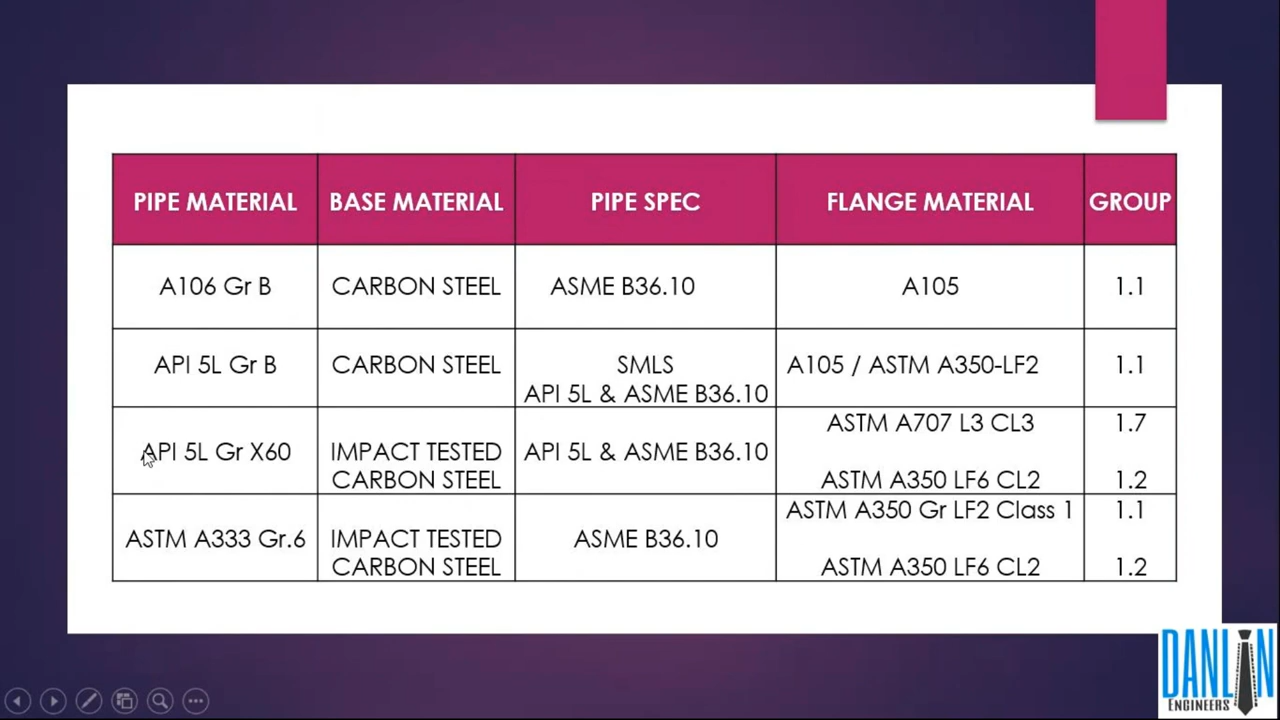 PIPE MATERIAL BASE MATERIAL PIPE SPEC FLANGE MATERIAL GROUP
A106 Gr B CARBON STEEL ASME B36.10 A105 1.1
API 5L Gr B CARBON STEEL SMLS A105 / ASTM A350-LF2 1.1
API 5L & ASME B36.10
ASTM A707 L3 CL3 1.7
API 5L Gr X60 IMPACT TESTED API 5L & ASME B36.10
CARBON STEEL ASTM A350 LF6 CL2 1.2
ASTM A350 Gr LF2 Class 1 1.1
ASTM A333 Gr.6 IMPACT TESTED ASME B36.10
CARBON STEEL ASTM A350 LF6 CL2 1.2
DANLIN
ENGINEERS